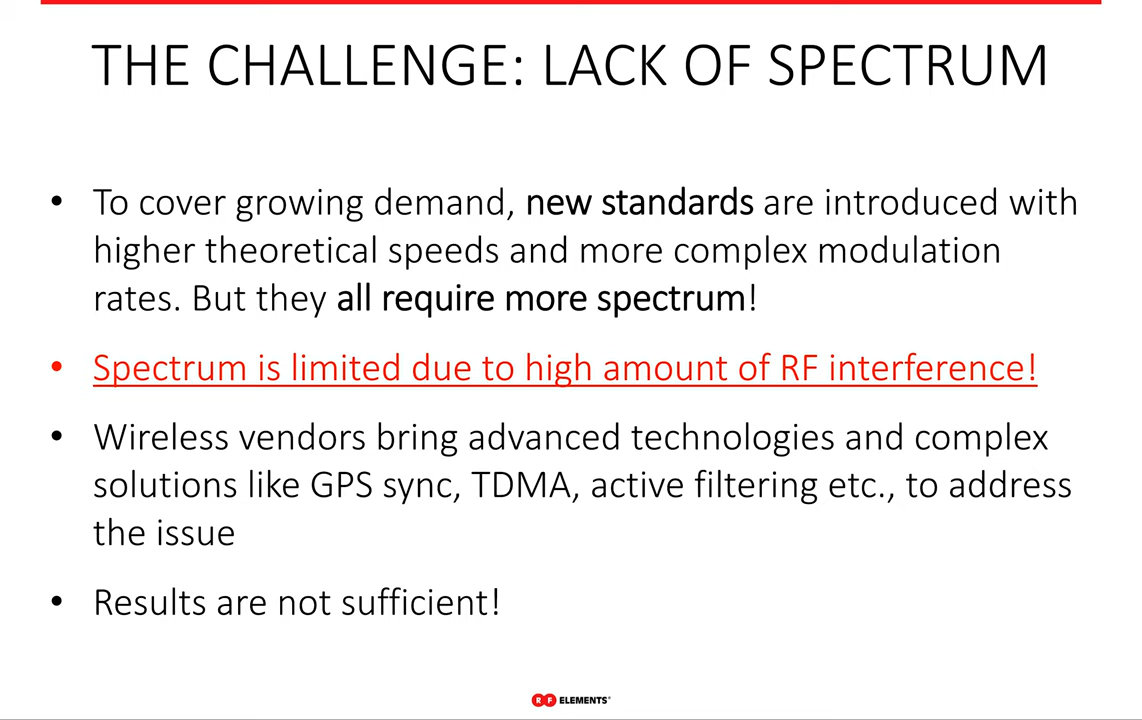 THE CHALLENGE: LACK OF SPECTRUM
• To cover growing demand, new standards are introduced with
higher theoretical speeds and more complex modulation
rates. But they all require more spectrum!
• Spectrum is limited due to high amount of RF interference!
• Wireless vendors bring advanced technologies and complex
solutions like GPS sync, TDMA, active filtering etc., to address
the issue
• Results are not sufficient!
RF ELEMENTS®